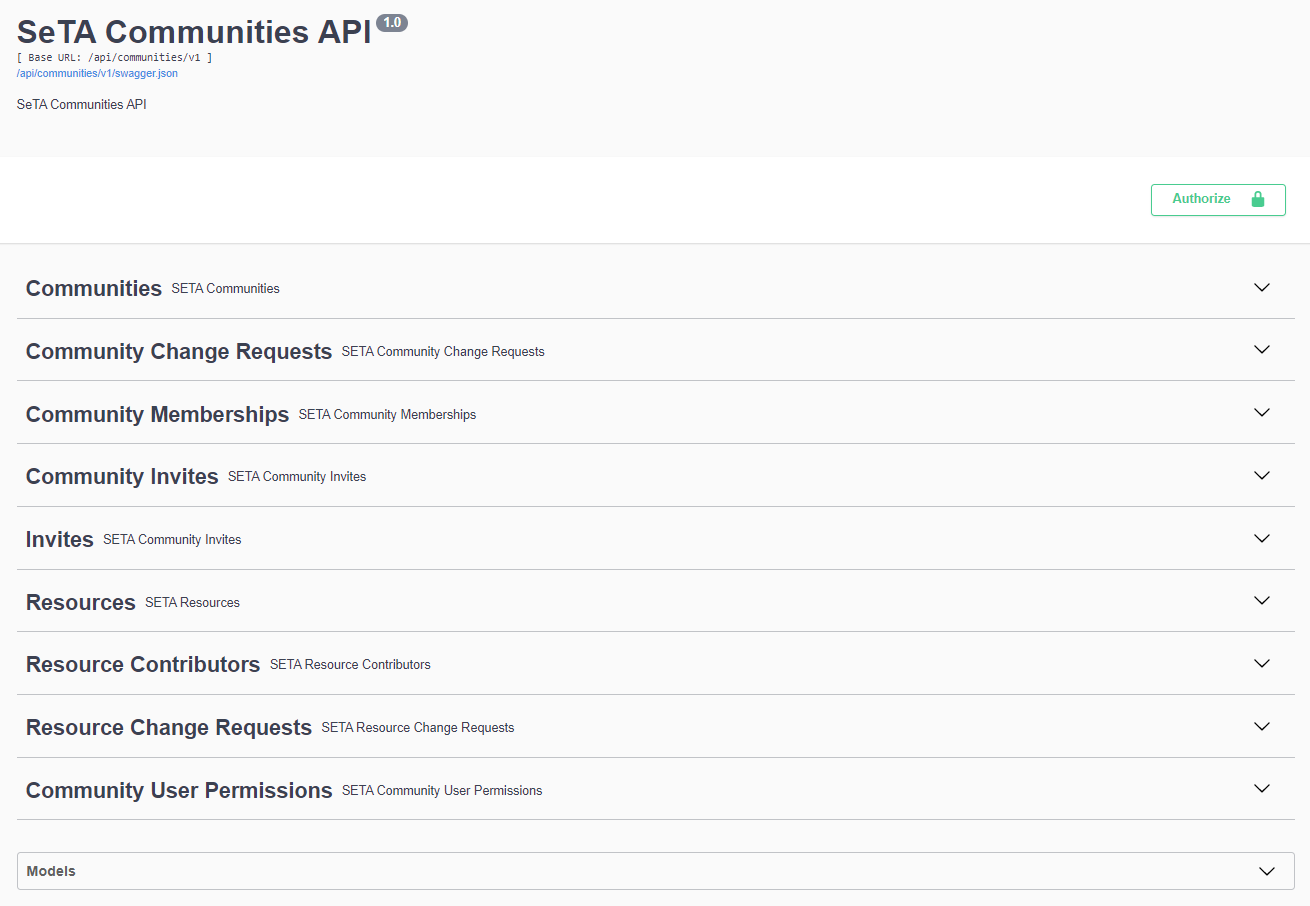 SeTA Communities API 1.0
[ Base URL: /api/communities/v1 ]
/api/communities/v1/swagger.json
SeTA Communities API
Authorize
Communities SETA Communities
Community Change Requests SETA Community Change Requests
Community Memberships SETA Community Memberships
Community Invites SETA Community Invites
Invites SETA Community Invites
Resources SETA Resources
Resource Contributors SETA Resource Contributors
Resource Change Requests SETA Resource Change Requests
Community User Permissions SETA Community User Permissions
Models